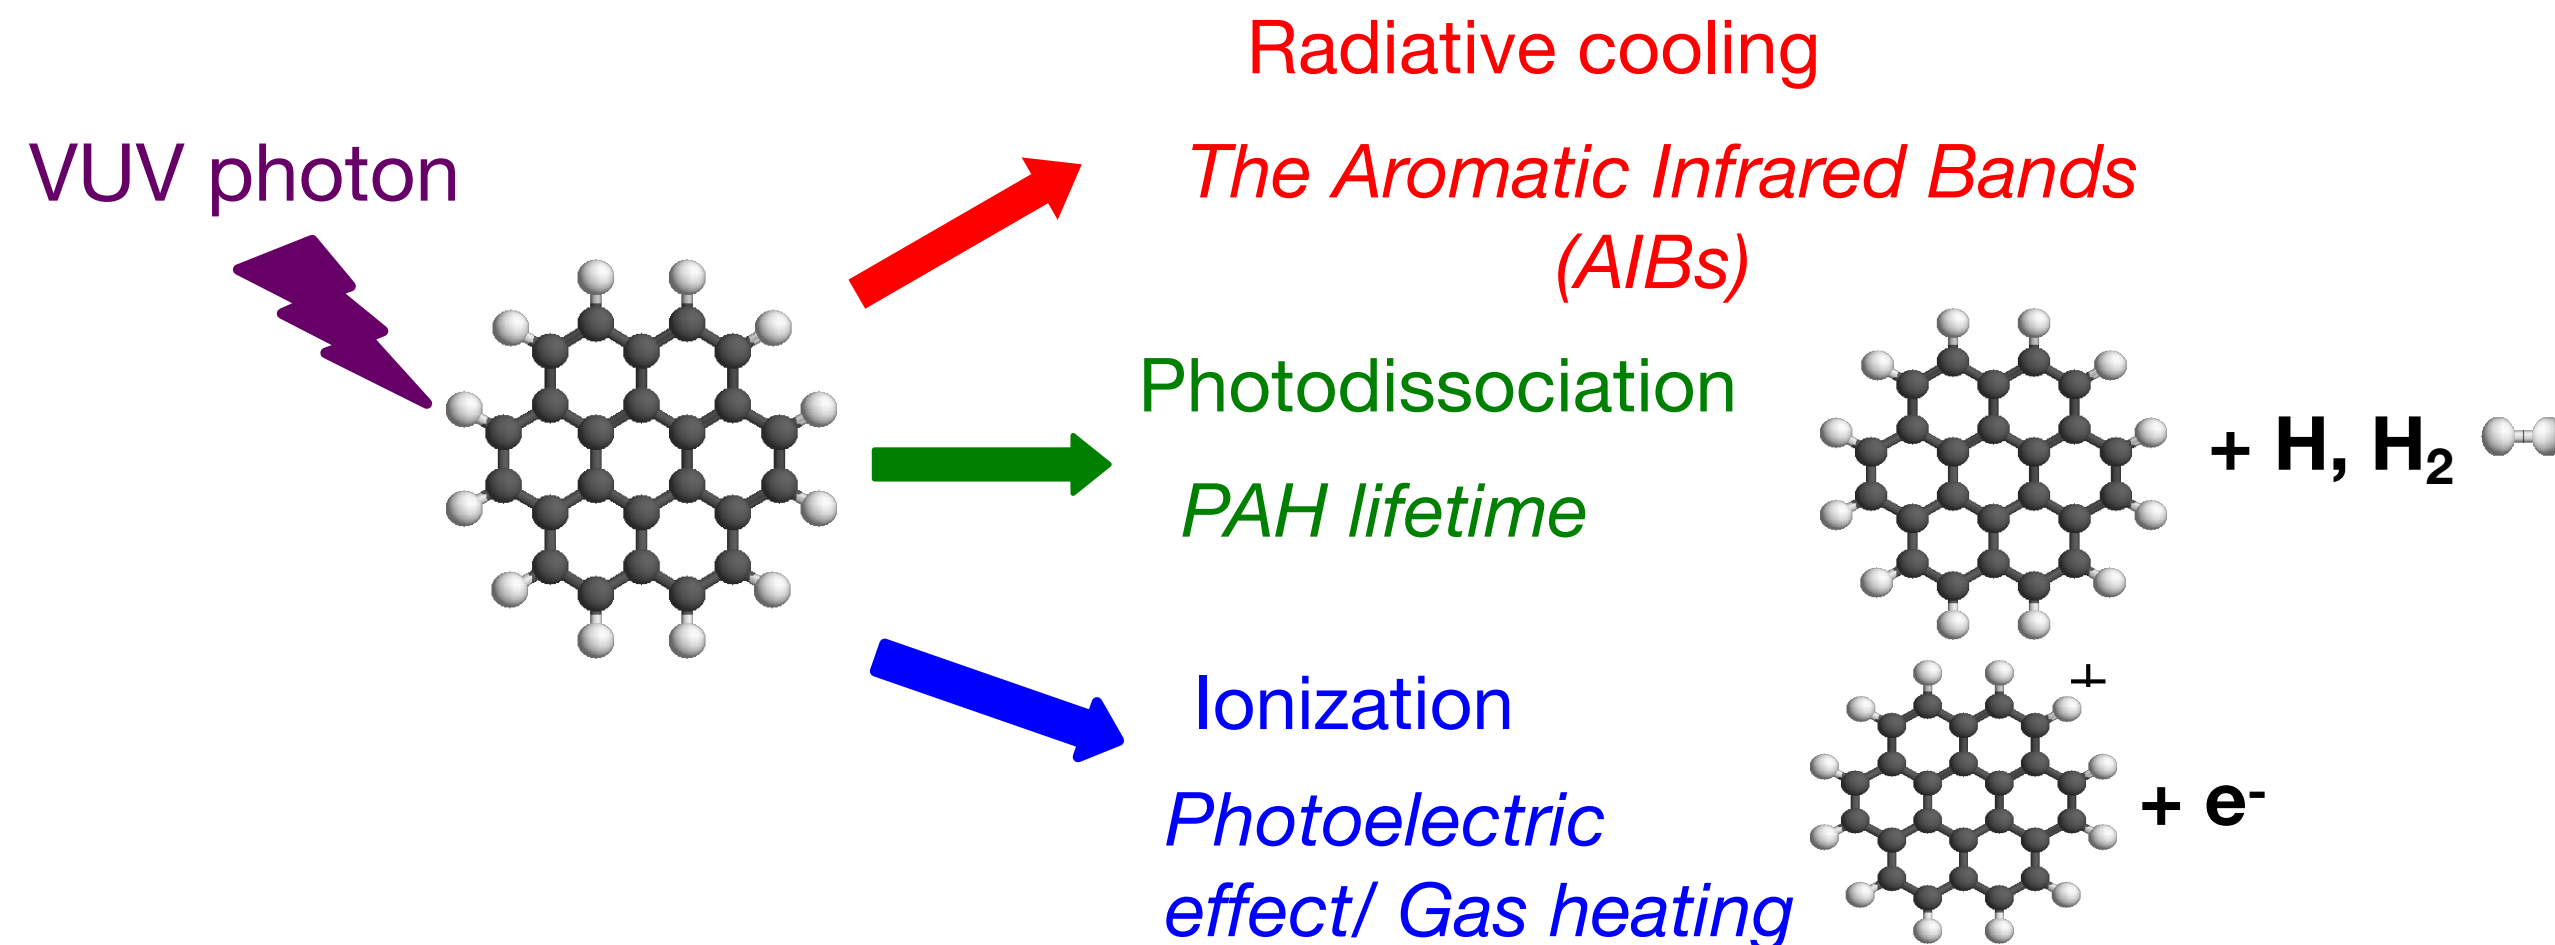 Radiative cooling
VUV photon
The Aromatic Infrared Bands
(AIBs)
Photodissociation
+ H, H₂
PAH lifetime
Ionization
+
Photoelectric
+ e⁻
effect/ Gas heating